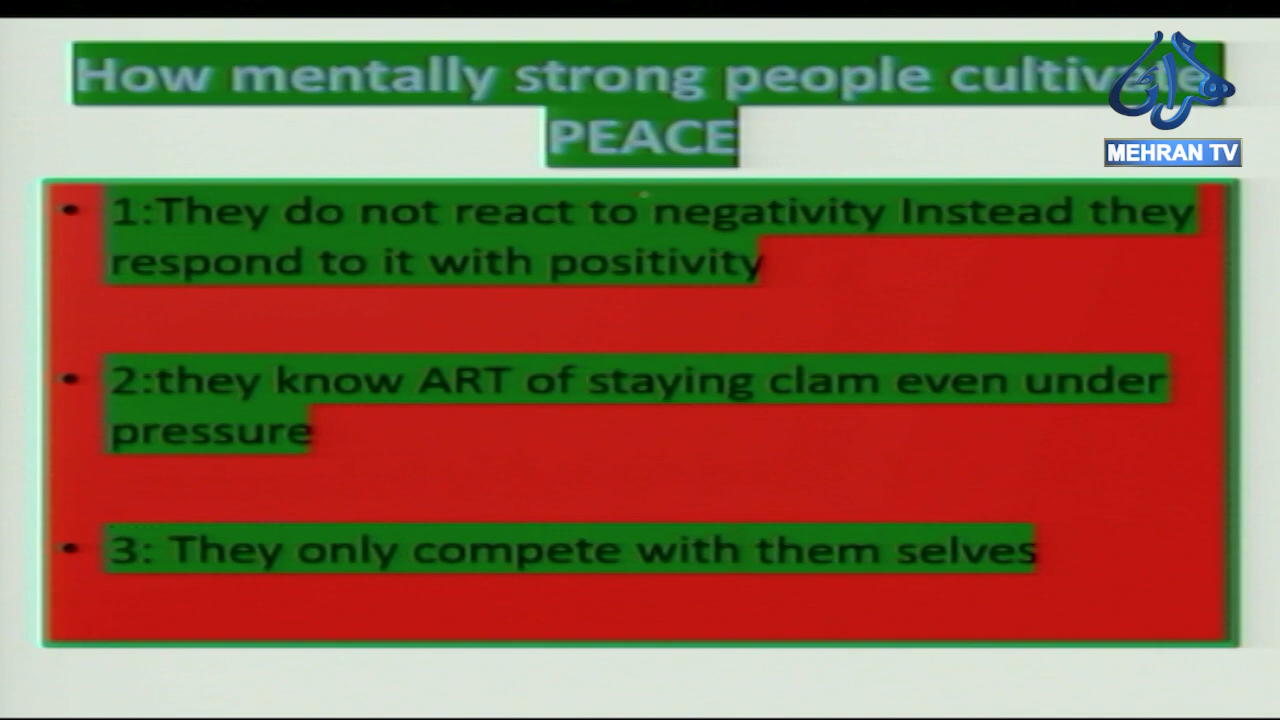 How mentally strong people cultivate
PEACE
مهران
MEHRAN TV
• 1:They do not react to negativity Instead they
respond to it with positivity
• 2:they know ART of staying clam even under
pressure
• 3: They only compete with them selves